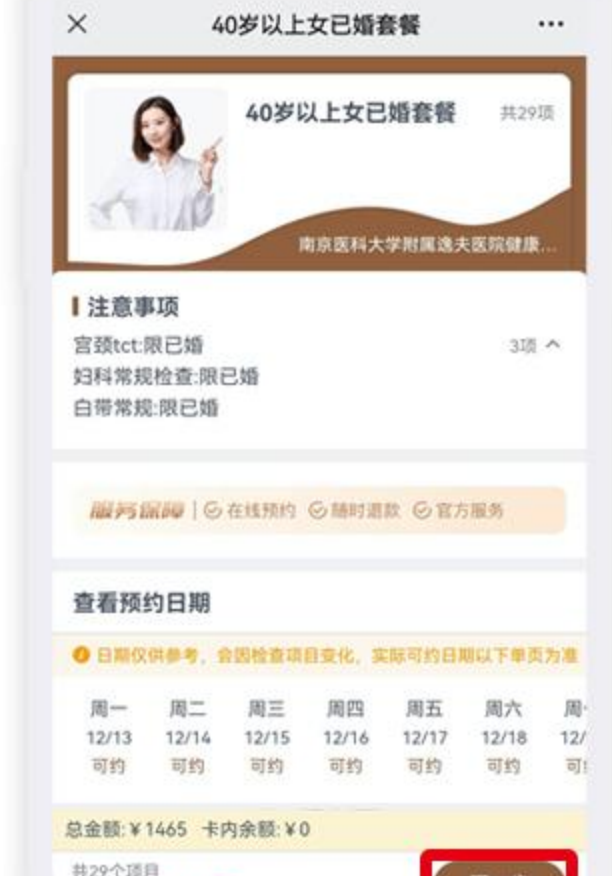 40岁以上女已婚套餐
40岁以上女已婚套餐 共29项
南京医科大学附属逸夫医院健康...
注意事项
宫颈tct:限已婚 3项
妇科常规检查:限已婚
白带常规:限已婚
服务保障 | 在线预约 随时退款 官方服务
查看预约日期
日期仅供参考，会因检查项目变化，实际可约日期以下单页为准
周一 周二 周三 周四 周五 周六 周
12/13 12/14 12/15 12/16 12/17 12/18 12/
可约 可约 可约 可约 可约 可约 可
总金额:￥1465 卡内余额:￥0
共29个项目